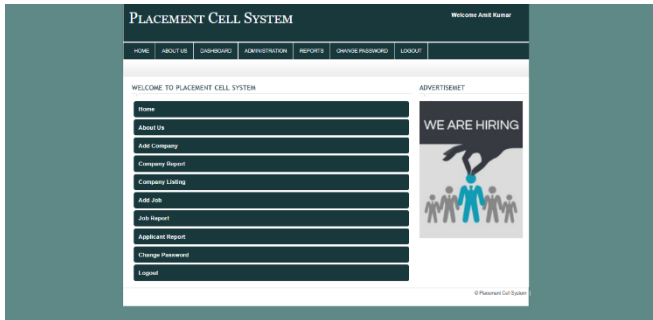 PLACEMENT CELL SYSTEM
Welcome Amit Kumar
HOME ABOUT US DASHBOARD ADMINISTRATION REPORTS CHANGE PASSWORD LOGOUT
WELCOME TO PLACEMENT CELL SYSTEM
ADVERTISEMET
Home
About Us
Add Company
Company Report
Company Listing
Add Job
Job Report
Applicant Report
Change Password
Logout
WE ARE HIRING
© Placement Cell System